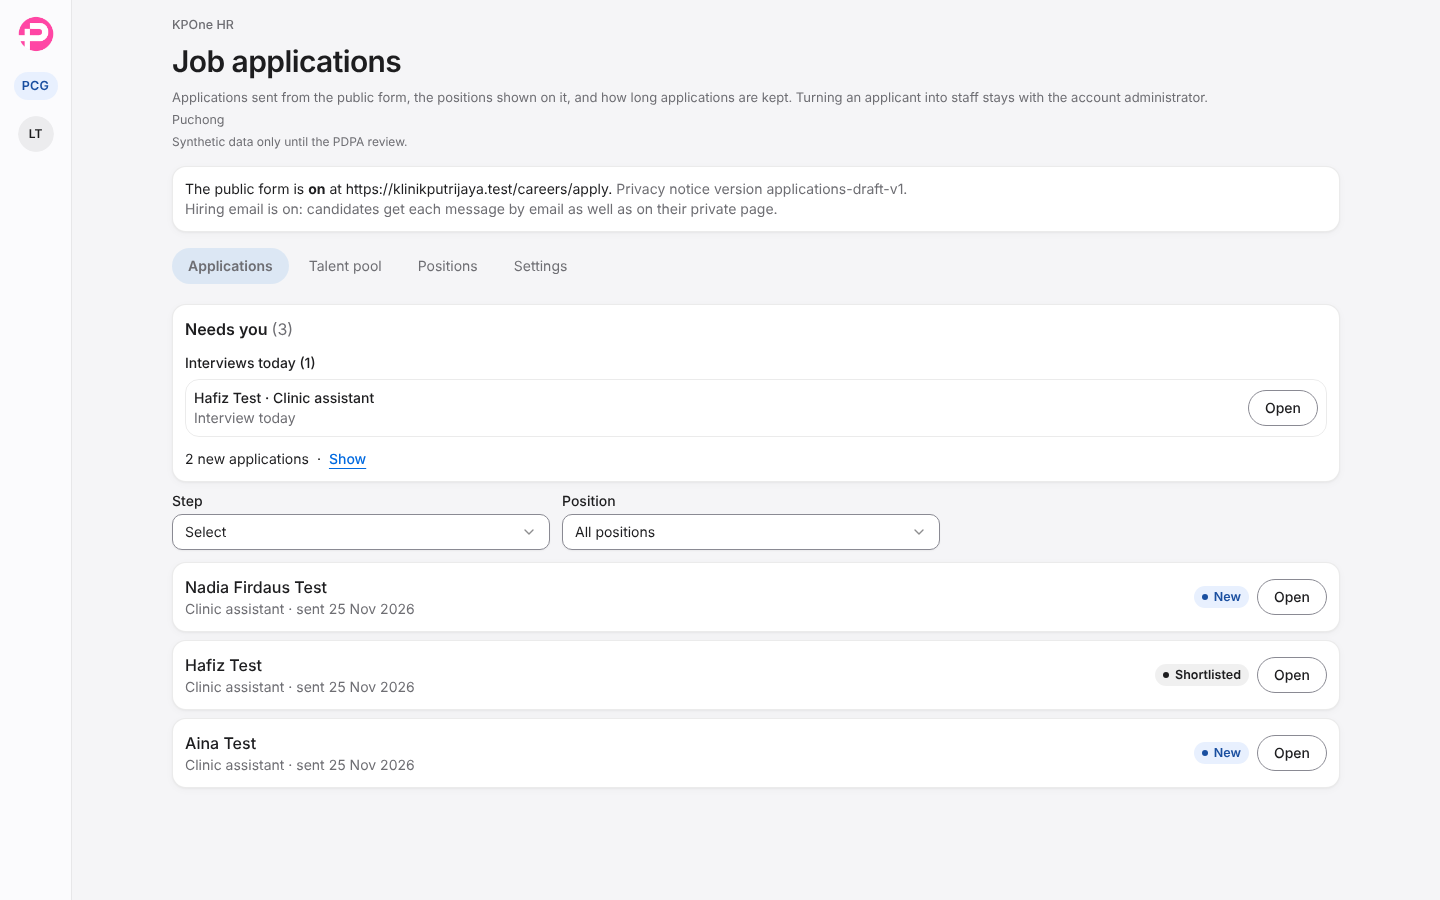 KPOne HR
PCG
LT
Job applications
Applications sent from the public form, the positions shown on it, and how long applications are kept. Turning an applicant into staff stays with the account administrator.
Puchong
Synthetic data only until the PDPA review.
The public form is on at https://klinikputrijaya.test/careers/apply. Privacy notice version applications-draft-v1.
Hiring email is on: candidates get each message by email as well as on their private page.
Applications Talent pool Positions Settings
Needs you (3)
Interviews today (1)
Hafiz Test · Clinic assistant
Interview today
Open
2 new applications · Show
Step
Select
Position
All positions
Nadia Firdaus Test
Clinic assistant · sent 25 Nov 2026
New
Open
Hafiz Test
Clinic assistant · sent 25 Nov 2026
Shortlisted
Open
Aina Test
Clinic assistant · sent 25 Nov 2026
New
Open